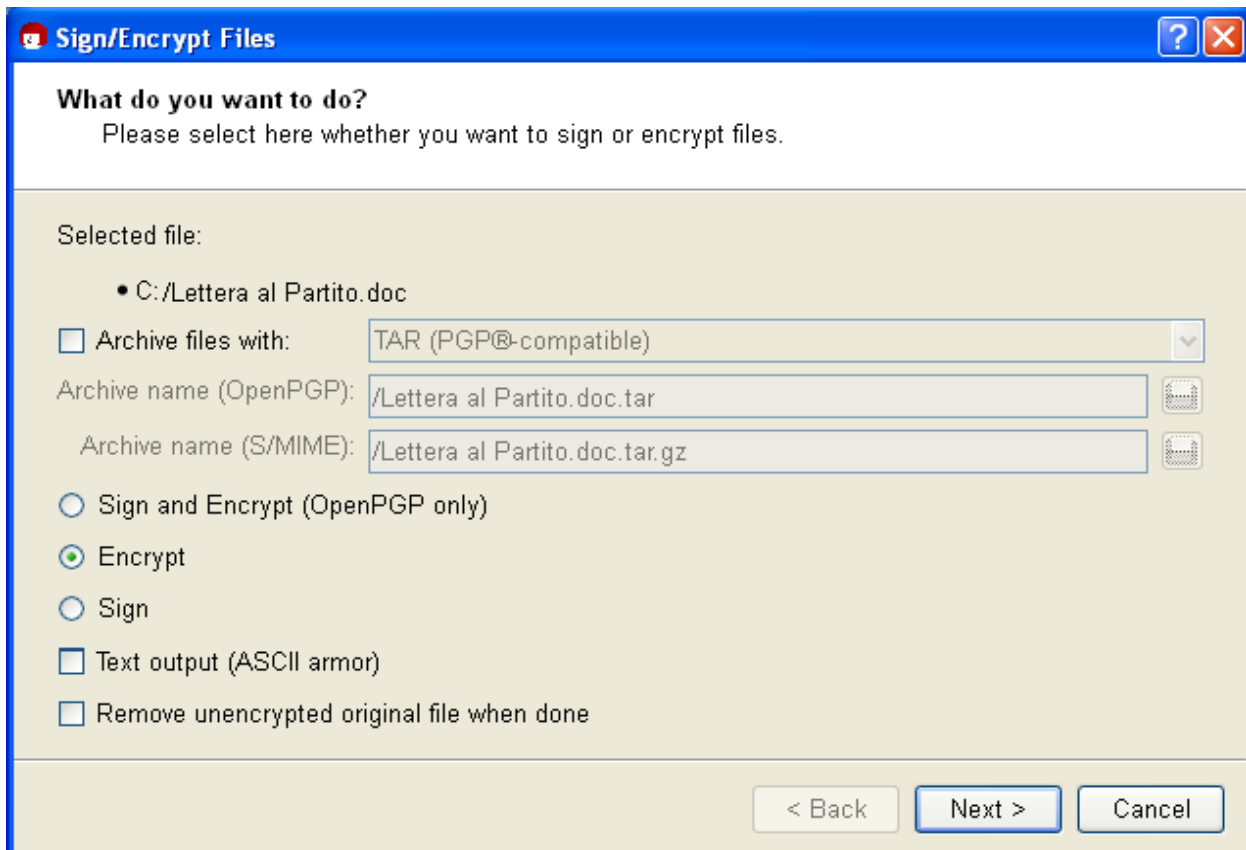 Sign/Encrypt Files
?
What do you want to do?
Please select here whether you want to sign or encrypt files.
Selected file:
• C:/Lettera al Partito.doc
Archive files with: TAR (PGP®-compatible)
Archive name (OpenPGP): /Lettera al Partito.doc.tar
Archive name (S/MIME): /Lettera al Partito.doc.tar.gz
Sign and Encrypt (OpenPGP only)
Encrypt
Sign
Text output (ASCII armor)
Remove unencrypted original file when done
< Back Next > Cancel